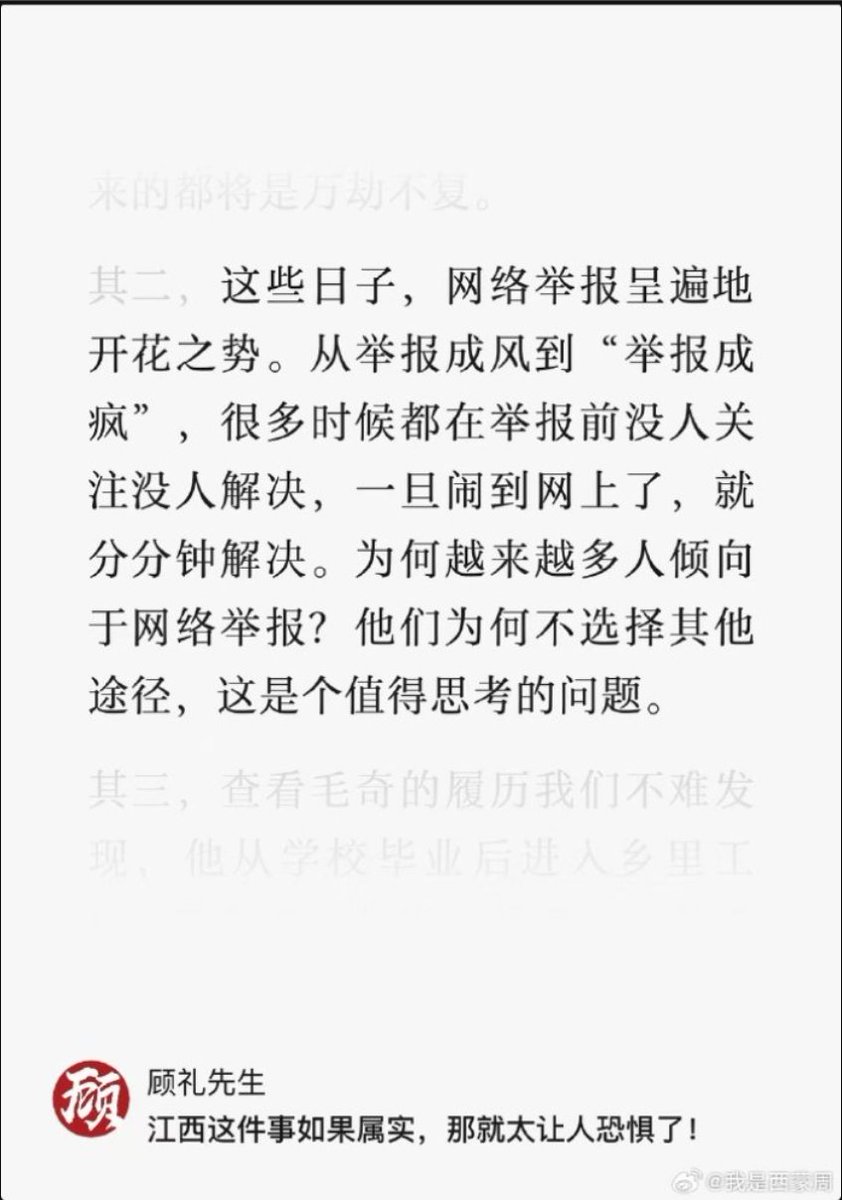 来的都将是万劫不复。
其二，这些日子，网络举报呈遍地
开花之势。从举报成风到“举报成
疯”，很多时候都在举报前没人关
注没人解决，一旦闹到网上了，就
分分钟解决。为何越来越多人倾向
于网络举报？他们为何不选择其他
途径，这是个值得思考的问题。
其三，查看毛奇的履历我们不难发
现，他从学校毕业后进入乡里工
顾
顾礼先生
江西这件事如果属实，那就太让人恐惧了！
@我是西蒙周